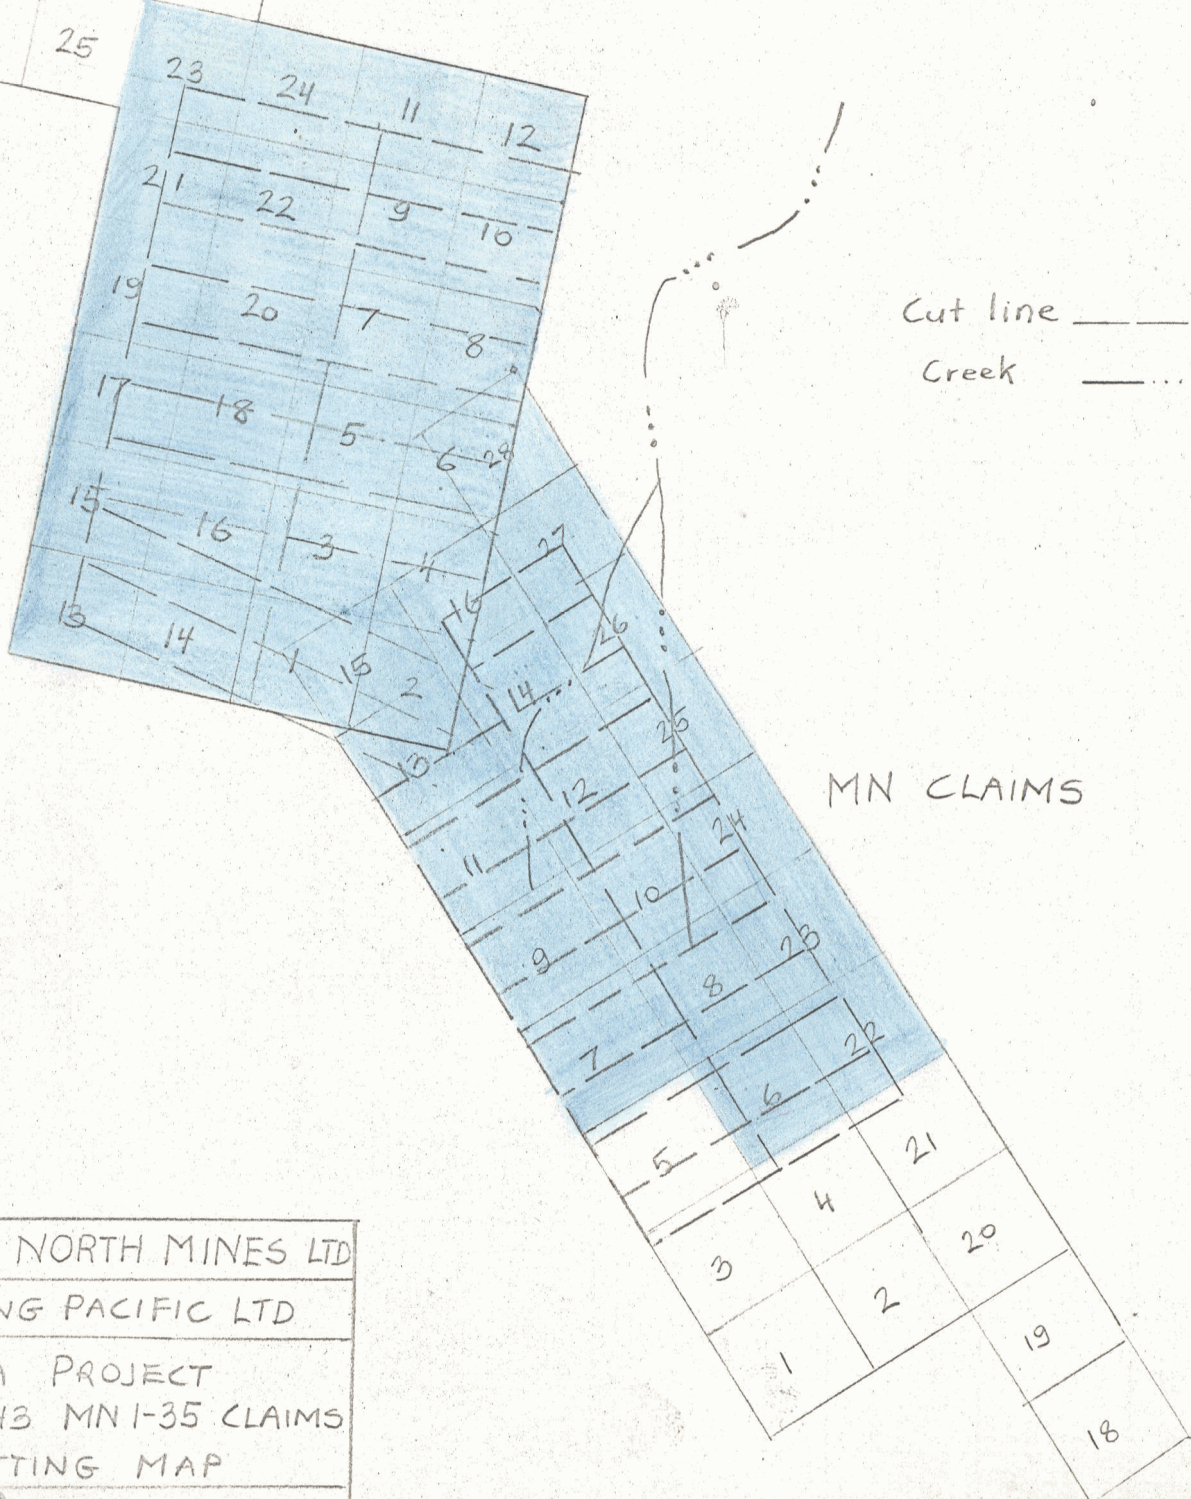 25
23 24 11 12
21 22 9 10
19 20 7 8
17 18 5 6 28
15 16 3 4
13 14 1 15 2
27
16 26
14 25
13 12 24
11 10 23
9 8 22
7 6
5 4 21
3 2 20
1 19
18
Cut line
Creek
MN CLAIMS
NORTH MINES LTD
NG PACIFIC LTD
PROJECT
MN 1-35 CLAIMS
TTING MAP